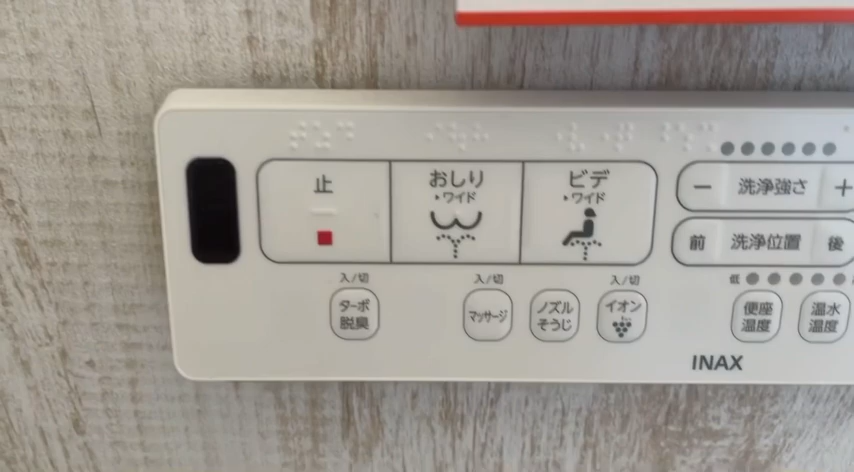 止
おしり
▸ワイド
ビデ
▸ワイド
− 洗浄強さ +
前 洗浄位置 後
入/切
ターボ
脱臭
入/切
マッサージ
ノズル
そうじ
入/切
イオン
低
便座
温度
温水
温度
INAX